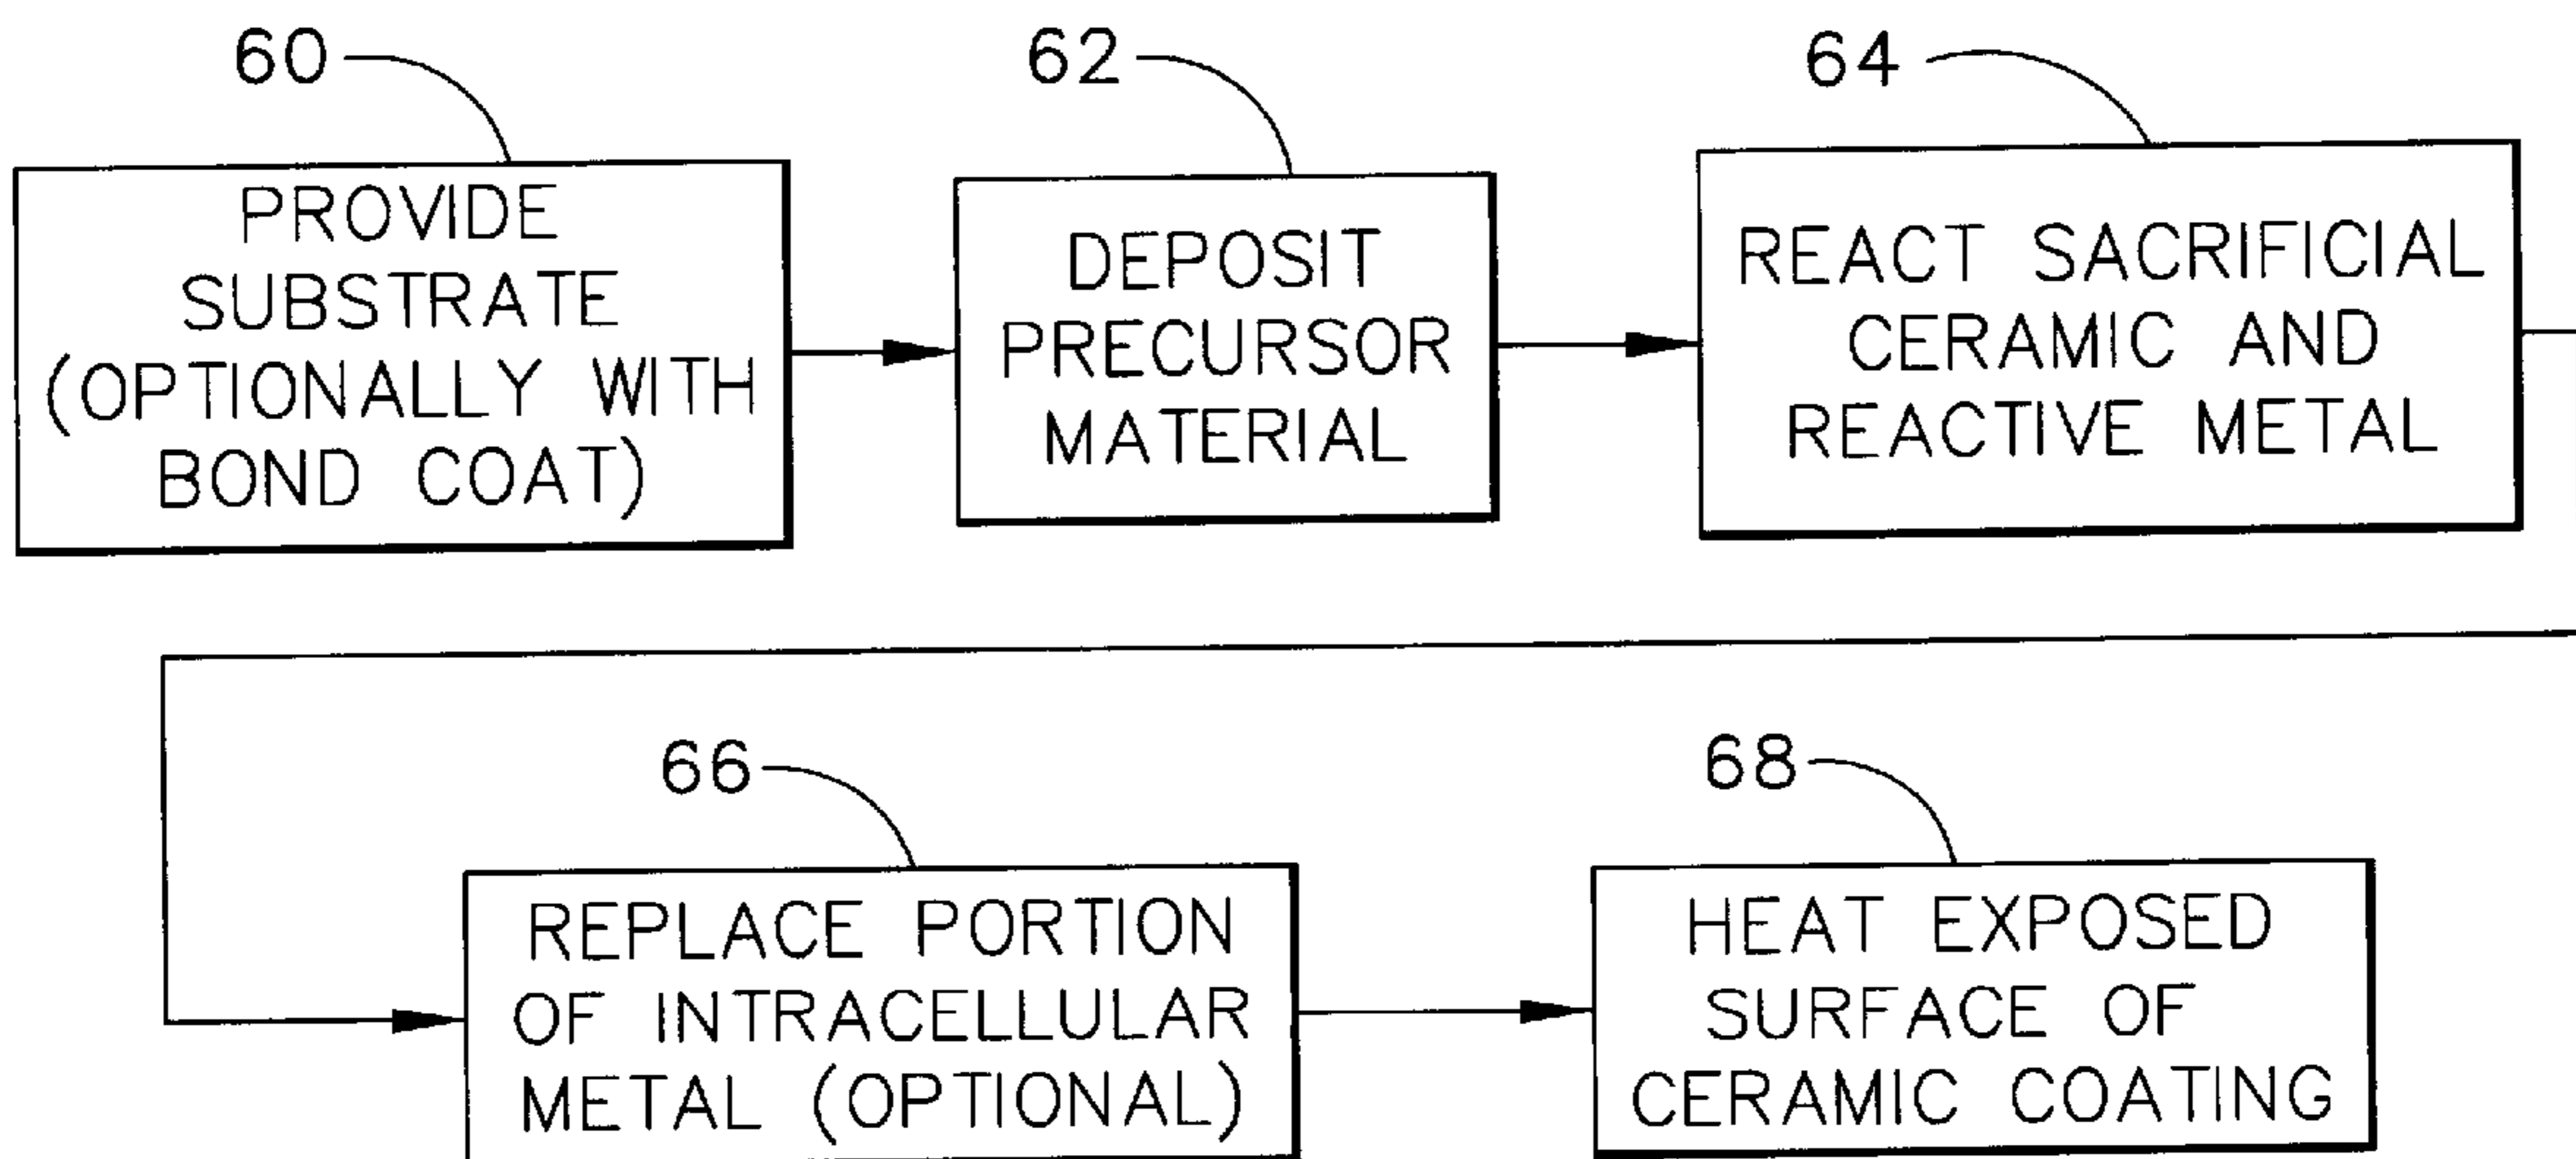 60
62
64
PROVIDE
SUBSTRATE
(OPTIONALLY WITH
BOND COAT)
DEPOSIT
PRECURSOR
MATERIAL
REACT SACRIFICIAL
CERAMIC AND
REACTIVE METAL
66
68
REPLACE PORTION
OF INTRACELLULAR
METAL (OPTIONAL)
HEAT EXPOSED
SURFACE OF
CERAMIC COATING